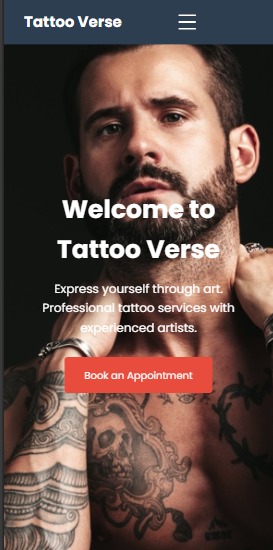 Tattoo Verse
Welcome to
Tattoo Verse
Express yourself through art.
Professional tattoo services with
experienced artists.
Book an Appointment